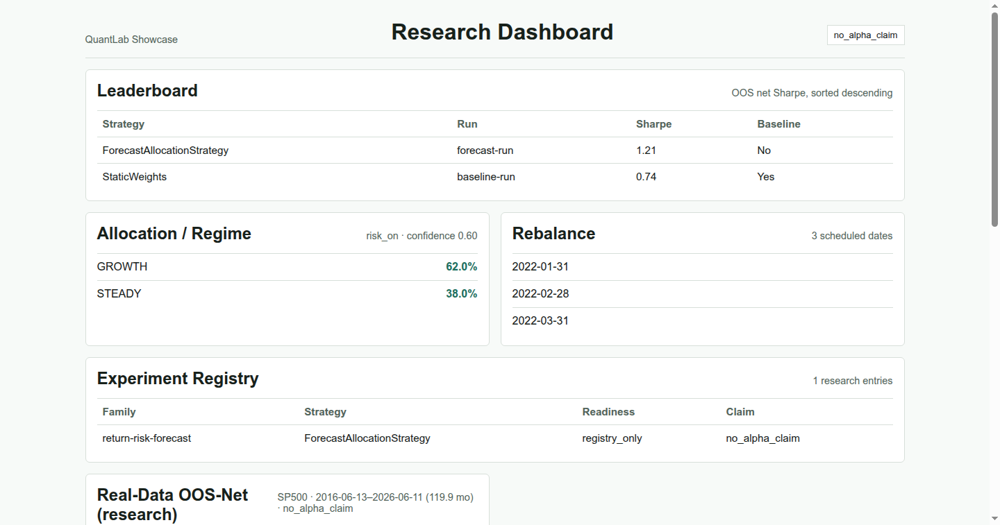 QuantLab Showcase
Research Dashboard
no_alpha_claim
Leaderboard
OOS net Sharpe, sorted descending
Strategy Run Sharpe Baseline
ForecastAllocationStrategy forecast-run 1.21 No
StaticWeights baseline-run 0.74 Yes
Allocation / Regime
risk_on · confidence 0.60
GROWTH 62.0%
STEADY 38.0%
Rebalance
3 scheduled dates
2022-01-31
2022-02-28
2022-03-31
Experiment Registry
1 research entries
Family Strategy Readiness Claim
return-risk-forecast ForecastAllocationStrategy registry_only no_alpha_claim
Real-Data OOS-Net
(research)
SP500 · 2016-06-13–2026-06-11 (119.9 mo)
· no_alpha_claim